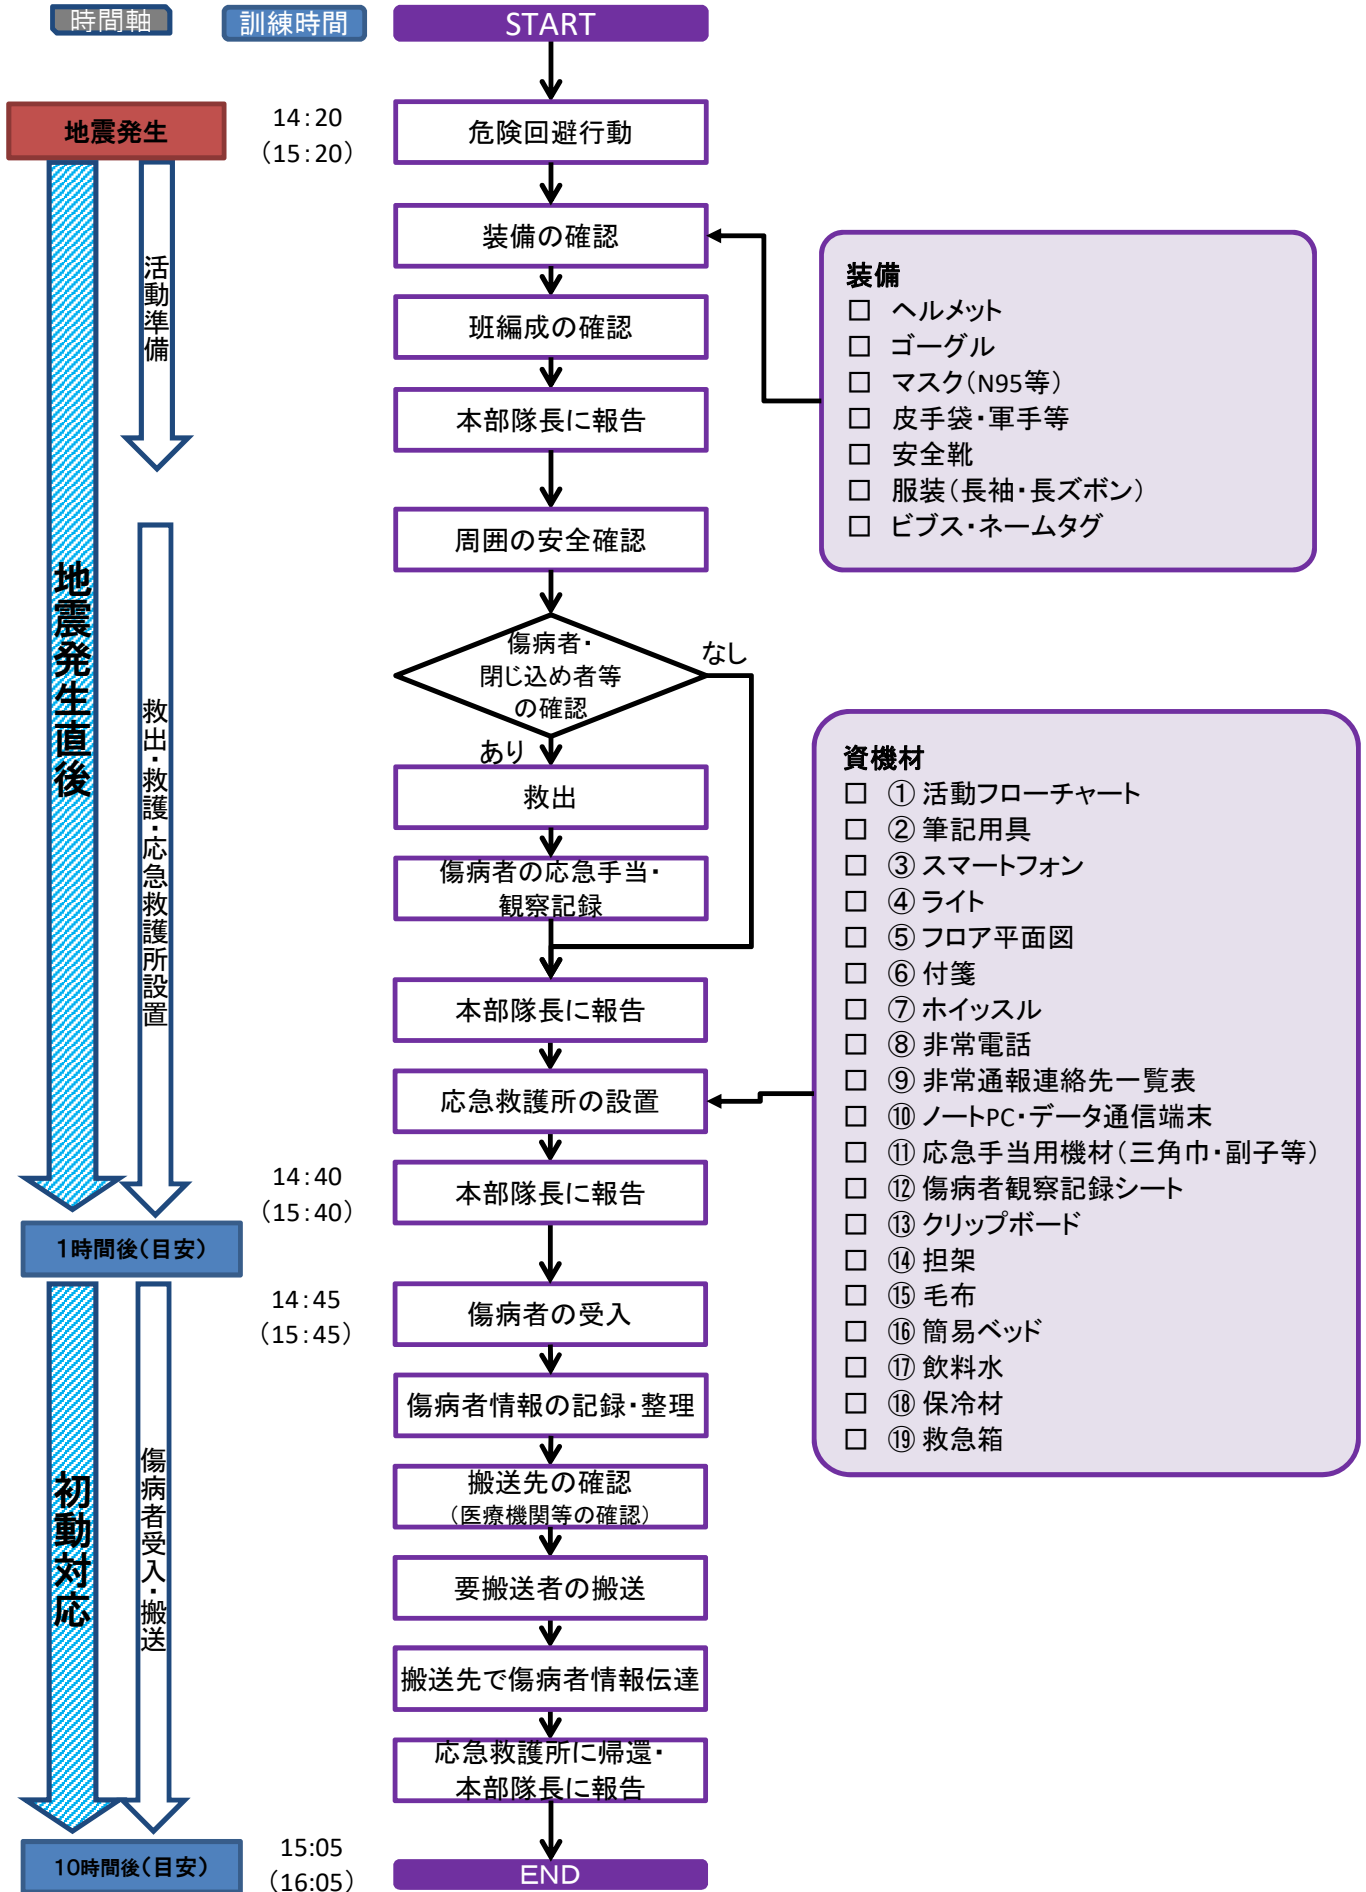 時間軸
訓練時間
START
地震発生
14:20
(15:20)
危険回避行動
装備の確認
班編成の確認
本部隊長に報告
周囲の安全確認
傷病者・
閉じ込め者等
の確認
なし
あり
救出
傷病者の応急手当・
観察記録
本部隊長に報告
応急救護所の設置
14:40
(15:40)
本部隊長に報告
1時間後(目安)
14:45
(15:45)
傷病者の受入
傷病者情報の記録・整理
搬送先の確認
(医療機関等の確認)
要搬送者の搬送
搬送先で傷病者情報伝達
応急救護所に帰還・
本部隊長に報告
10時間後(目安)
15:05
(16:05)
END
地震発生直後
活動準備
救出・救護・応急救護所設置
初動対応
傷病者受入・搬送
装備
□ ヘルメット
□ ゴーグル
□ マスク(N95等)
□ 皮手袋・軍手等
□ 安全靴
□ 服装(長袖・長ズボン)
□ ビブス・ネームタグ
資機材
□ ①活動フローチャート
□ ②筆記用具
□ ③スマートフォン
□ ④ライト
□ ⑤フロア平面図
□ ⑥付箋
□ ⑦ホイッスル
□ ⑧非常電話
□ ⑨非常通報連絡先一覧表
□ ⑩ノートPC・データ通信端末
□ ⑪応急手当用機材(三角巾・副子等)
□ ⑫傷病者観察記録シート
□ ⑬クリップボード
□ ⑭担架
□ ⑮毛布
□ ⑯簡易ベッド
□ ⑰飲料水
□ ⑱保冷材
□ ⑲救急箱